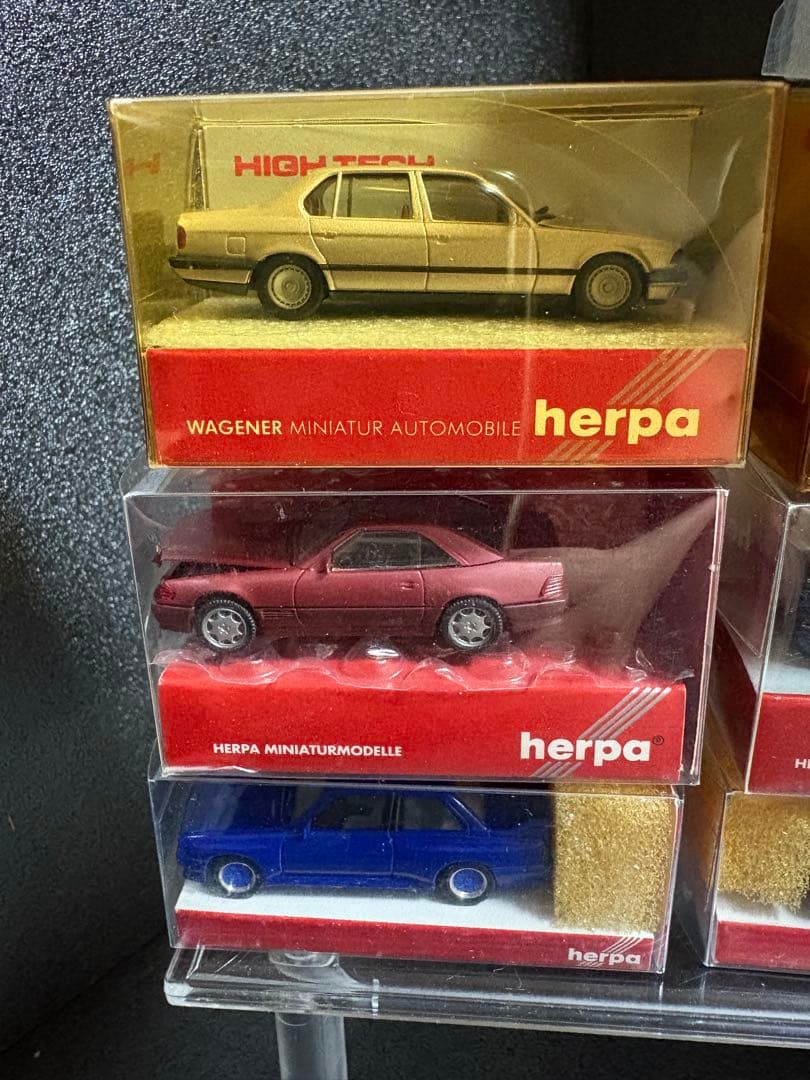 HIGH TECH
WAGENER MINIATUR AUTOMOBILE herpa
HERPA MINIATURMODELLE herpa®
herpa